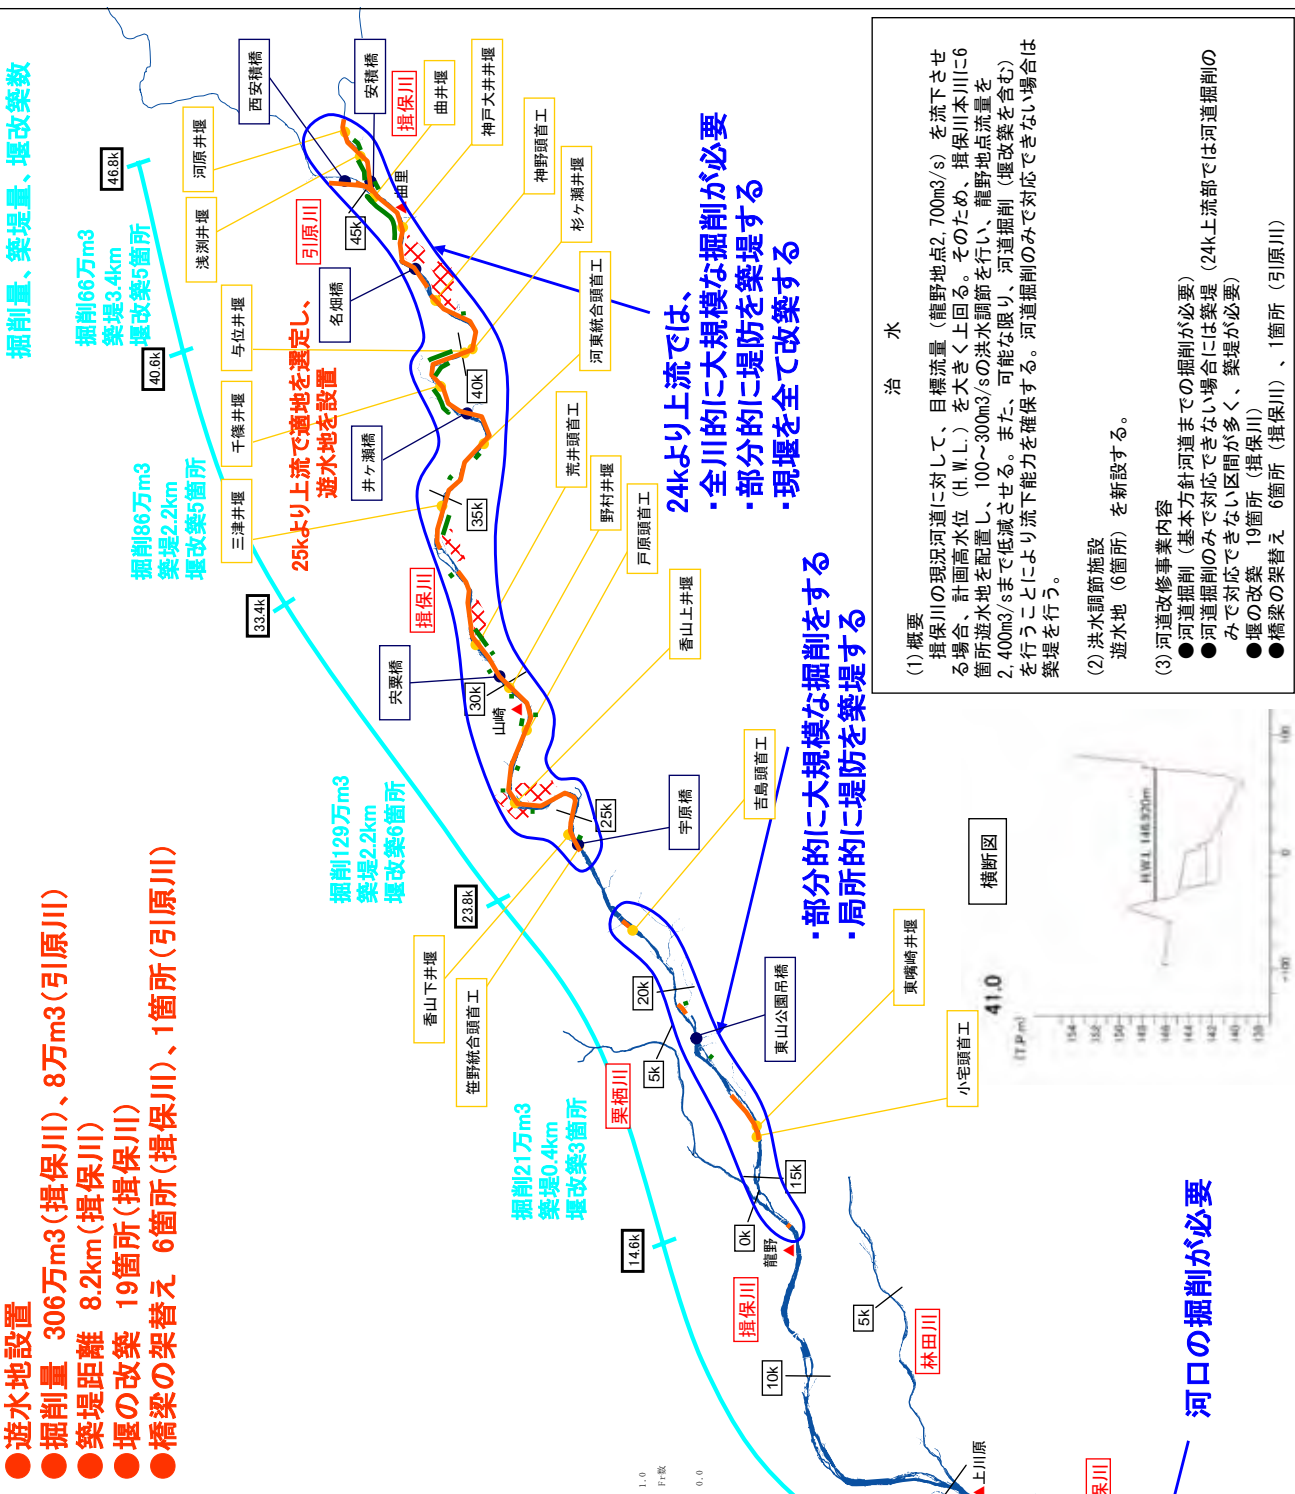 ●遊水地設置
●掘削量 306万m3(揖保川)、8万m3(引原川)
●築堤距離 8.2km(揖保川)
●堰の改築 19箇所(揖保川)
●橋梁の架替え 6箇所(揖保川)、1箇所(引原川)
掘削量、築堤量、堰改築数
46.8k
掘削66万m3
築堤3.4km
堰改築5箇所
40.6k
掘削86万m3
築堤2.2km
堰改築5箇所
33.4k
掘削129万m3
築堤2.2km
堰改築6箇所
23.8k
掘削21万m3
築堤0.4km
堰改築3箇所
14.6k
河原井堰
浅渕井堰
与位井堰
千篠井堰
三津井堰
香山下井堰
笹野統合頭首工
西安積橋
安積橋
揖保川
曲井堰
神戸大井井堰
神野頭首工
杉ヶ瀬井堰
河東統合頭首工
荒井頭首工
野村井堰
戸原頭首工
香山上井堰
吉島頭首工
東嘴崎井堰
小宅頭首工
引原川
名畑橋
井ヶ瀬橋
宍粟橋
宇原橋
東山公園吊橋
揖保川
栗栖川
揖保川
林田川
保川
曲里
山崎
龍野
上川原
45k
40k
35k
30k
25k
20k
15k
10k
5k
0k
5k
25kより上流で適地を選定し、
遊水地を設置
24kより上流では、
・全川的に大規模な掘削が必要
・部分的に堤防を築堤する
・現堰を全て改築する
・部分的に大規模な掘削をする
・局所的に堤防を築堤する
河口の掘削が必要
治 水
(1)概要
揖保川の現況河道に対して、目標流量(龍野地点2,700m3/s)を流下させ
る場合、計画高水位(H.W.L.)を大きく上回る。そのため、揖保川本川に6
箇所遊水地を配置し、100～300m3/sの洪水調節を行い、龍野地点流量を
2,400m3/sまで低減させる。また、可能な限り、河道掘削(堰改築を含む)
を行うことにより流下能力を確保する。河道掘削のみで対応できない場合は
築堤を行う。
(2)洪水調節施設
遊水地(6箇所)を新設する。
(3)河道改修事業内容
●河道掘削(基本方針河道までの掘削が必要)
●河道掘削のみで対応できない場合には築堤(24k上流部では河道掘削の
みで対応できない区間が多く、築堤が必要)
●堰の改築 19箇所(揖保川)
●橋梁の架替え 6箇所(揖保川)、1箇所(引原川)
横断図
41.0
(T.P.m)
154
152
150
148
146
144
142
140
138
H.W.L 146.920m
-100
0
100
1.0
Fr数
0.0